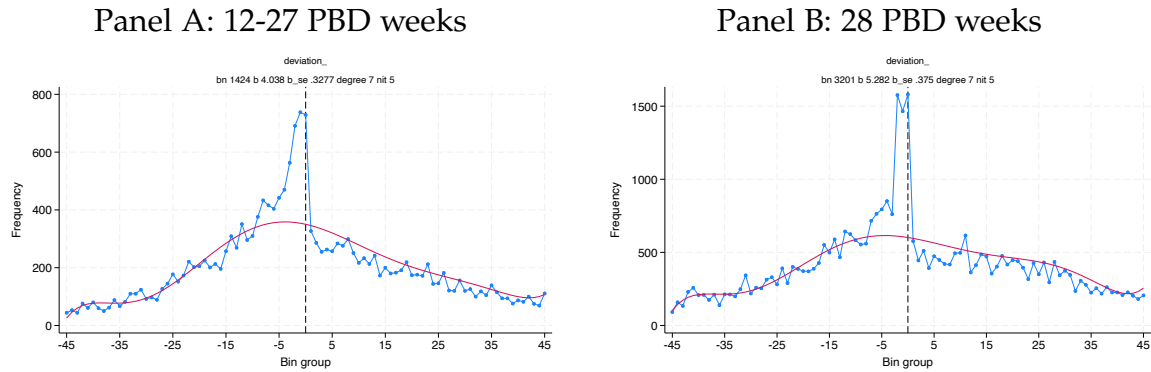 Panel A: 12-27 PBD weeks
deviation_
bn 1424 b 4.038 b_se .3277 degree 7 nit 5
800
600
400
200
0
Frequency
-45
-35
-25
-15
-5
5
15
25
35
45
Bin group
Panel B: 28 PBD weeks
deviation_
bn 3201 b 5.282 b_se .375 degree 7 nit 5
1500
1000
500
0
Frequency
-45
-35
-25
-15
-5
5
15
25
35
45
Bin group